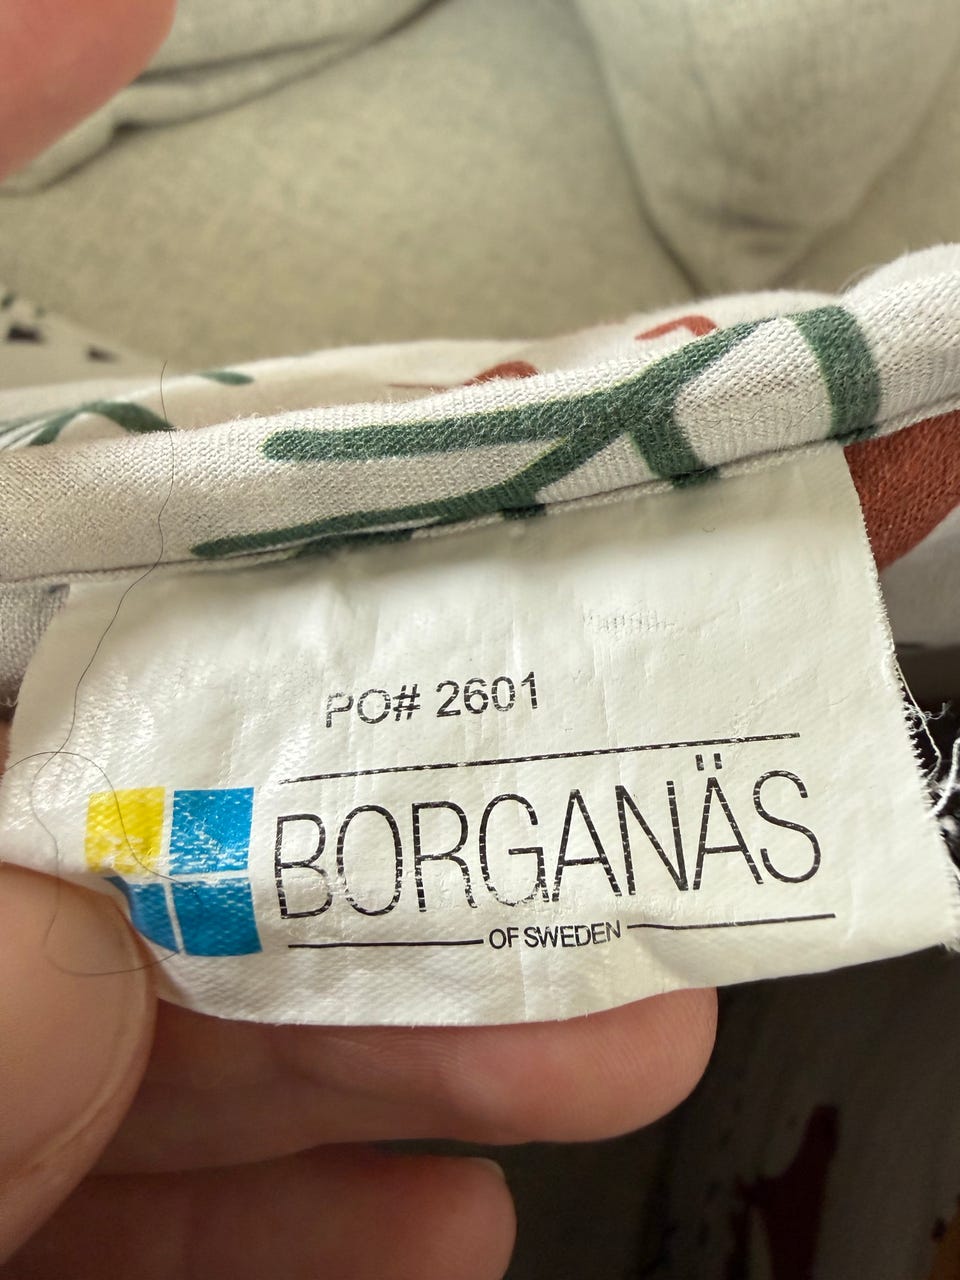 PO# 2601
BORGANÄS
OF SWEDEN